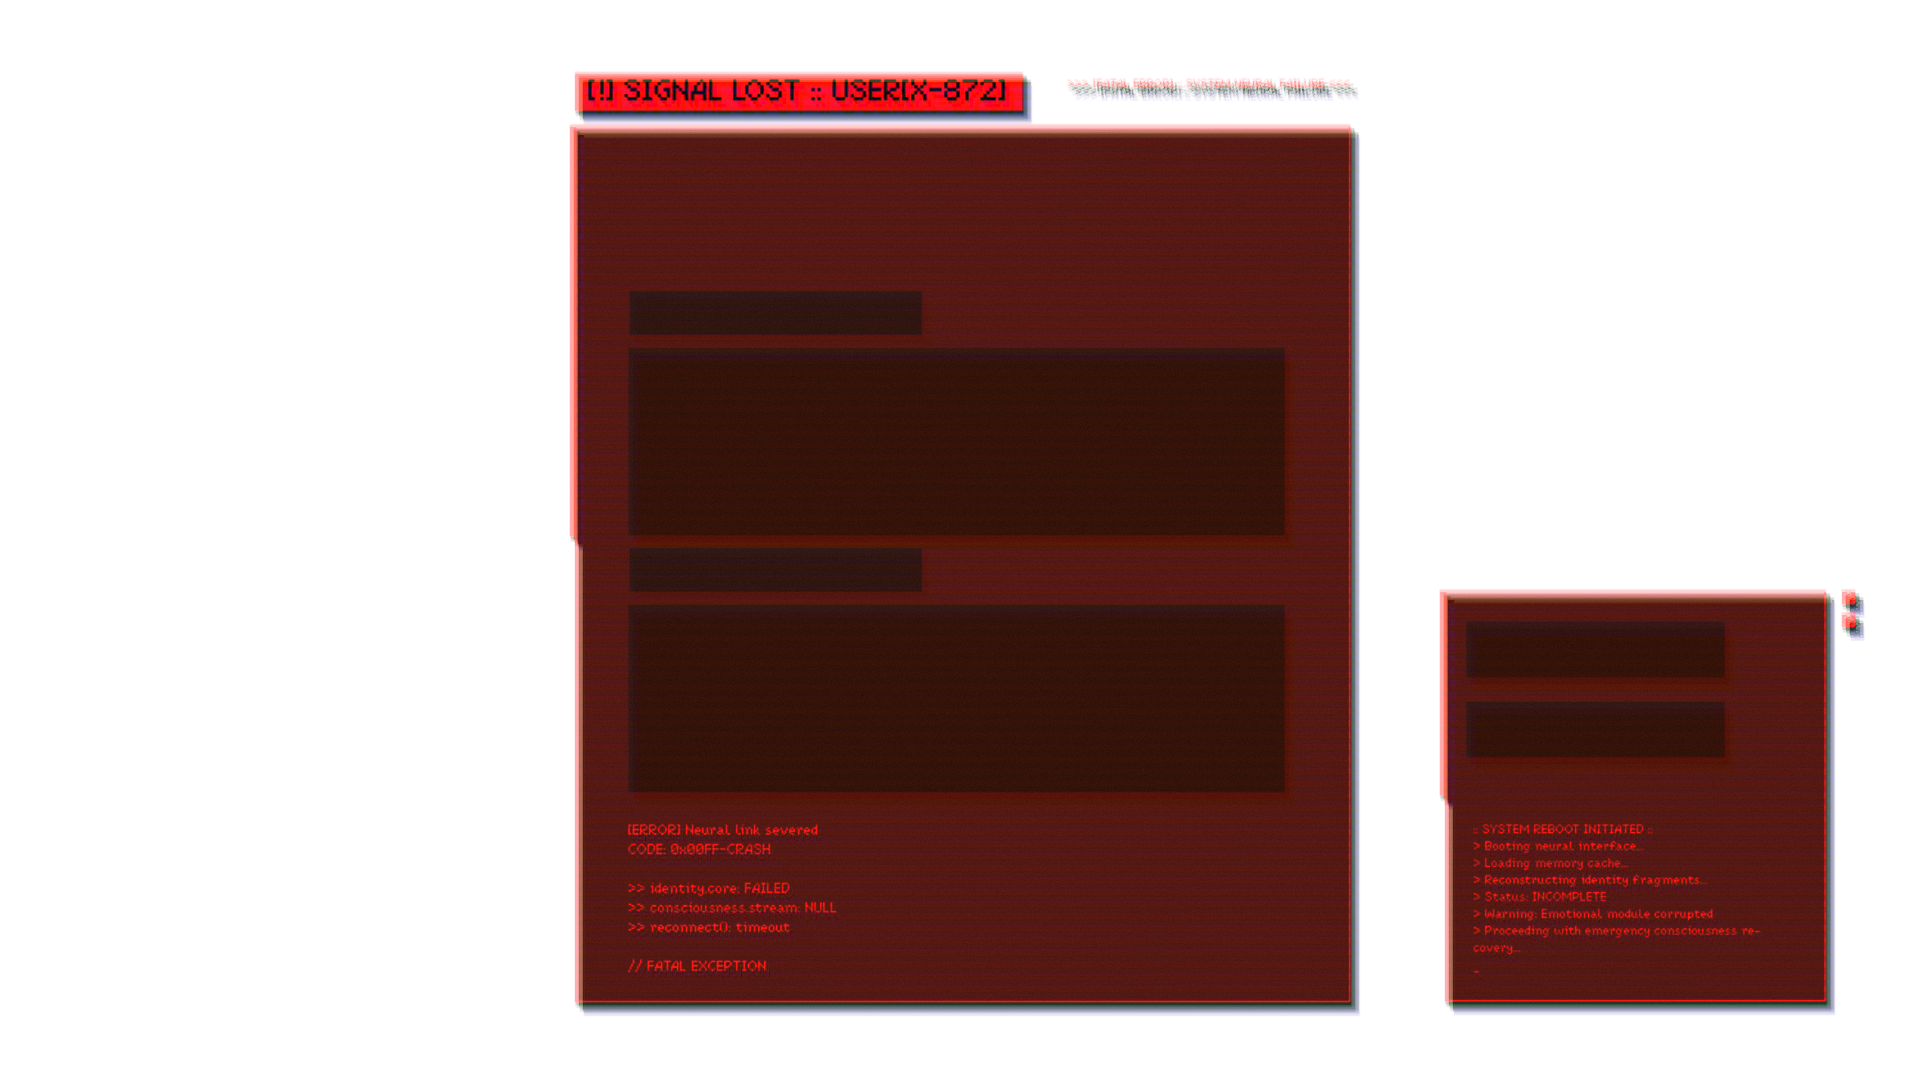 [!] SIGNAL LOST :: USER[X-872]
>>> [FATAL ERROR] :: SYSTEM NEURAL FAILURE <<<
[ERROR] Neural link severed
CODE: 0x00FF-CRASH
>> identity.core: FAILED
>> consciousness.stream: NULL
>> reconnect(): timeout
// FATAL EXCEPTION
:: SYSTEM REBOOT INITIATED ::
> Booting neural interface...
> Loading memory cache...
> Reconstructing identity fragments...
> Status: INCOMPLETE
> Warning: Emotional module corrupted
> Proceeding with emergency consciousness re-
covery...
_